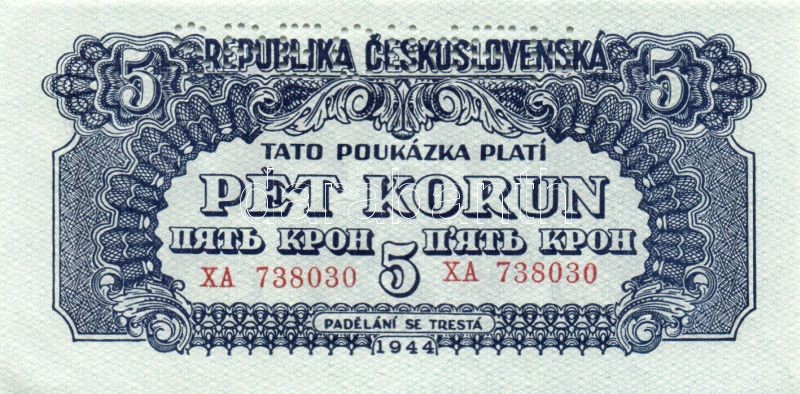 REPUBLIKA ČESKOSLOVENSKÁ
5 5
TATO POUKÁZKA PLATÍ
PĚT KORUN
ПЯТЬ КРОН 5 П'ЯТЬ КРОН
XA 738030 XA 738030
PADĚLÁNÍ SE TRESTÁ
1944